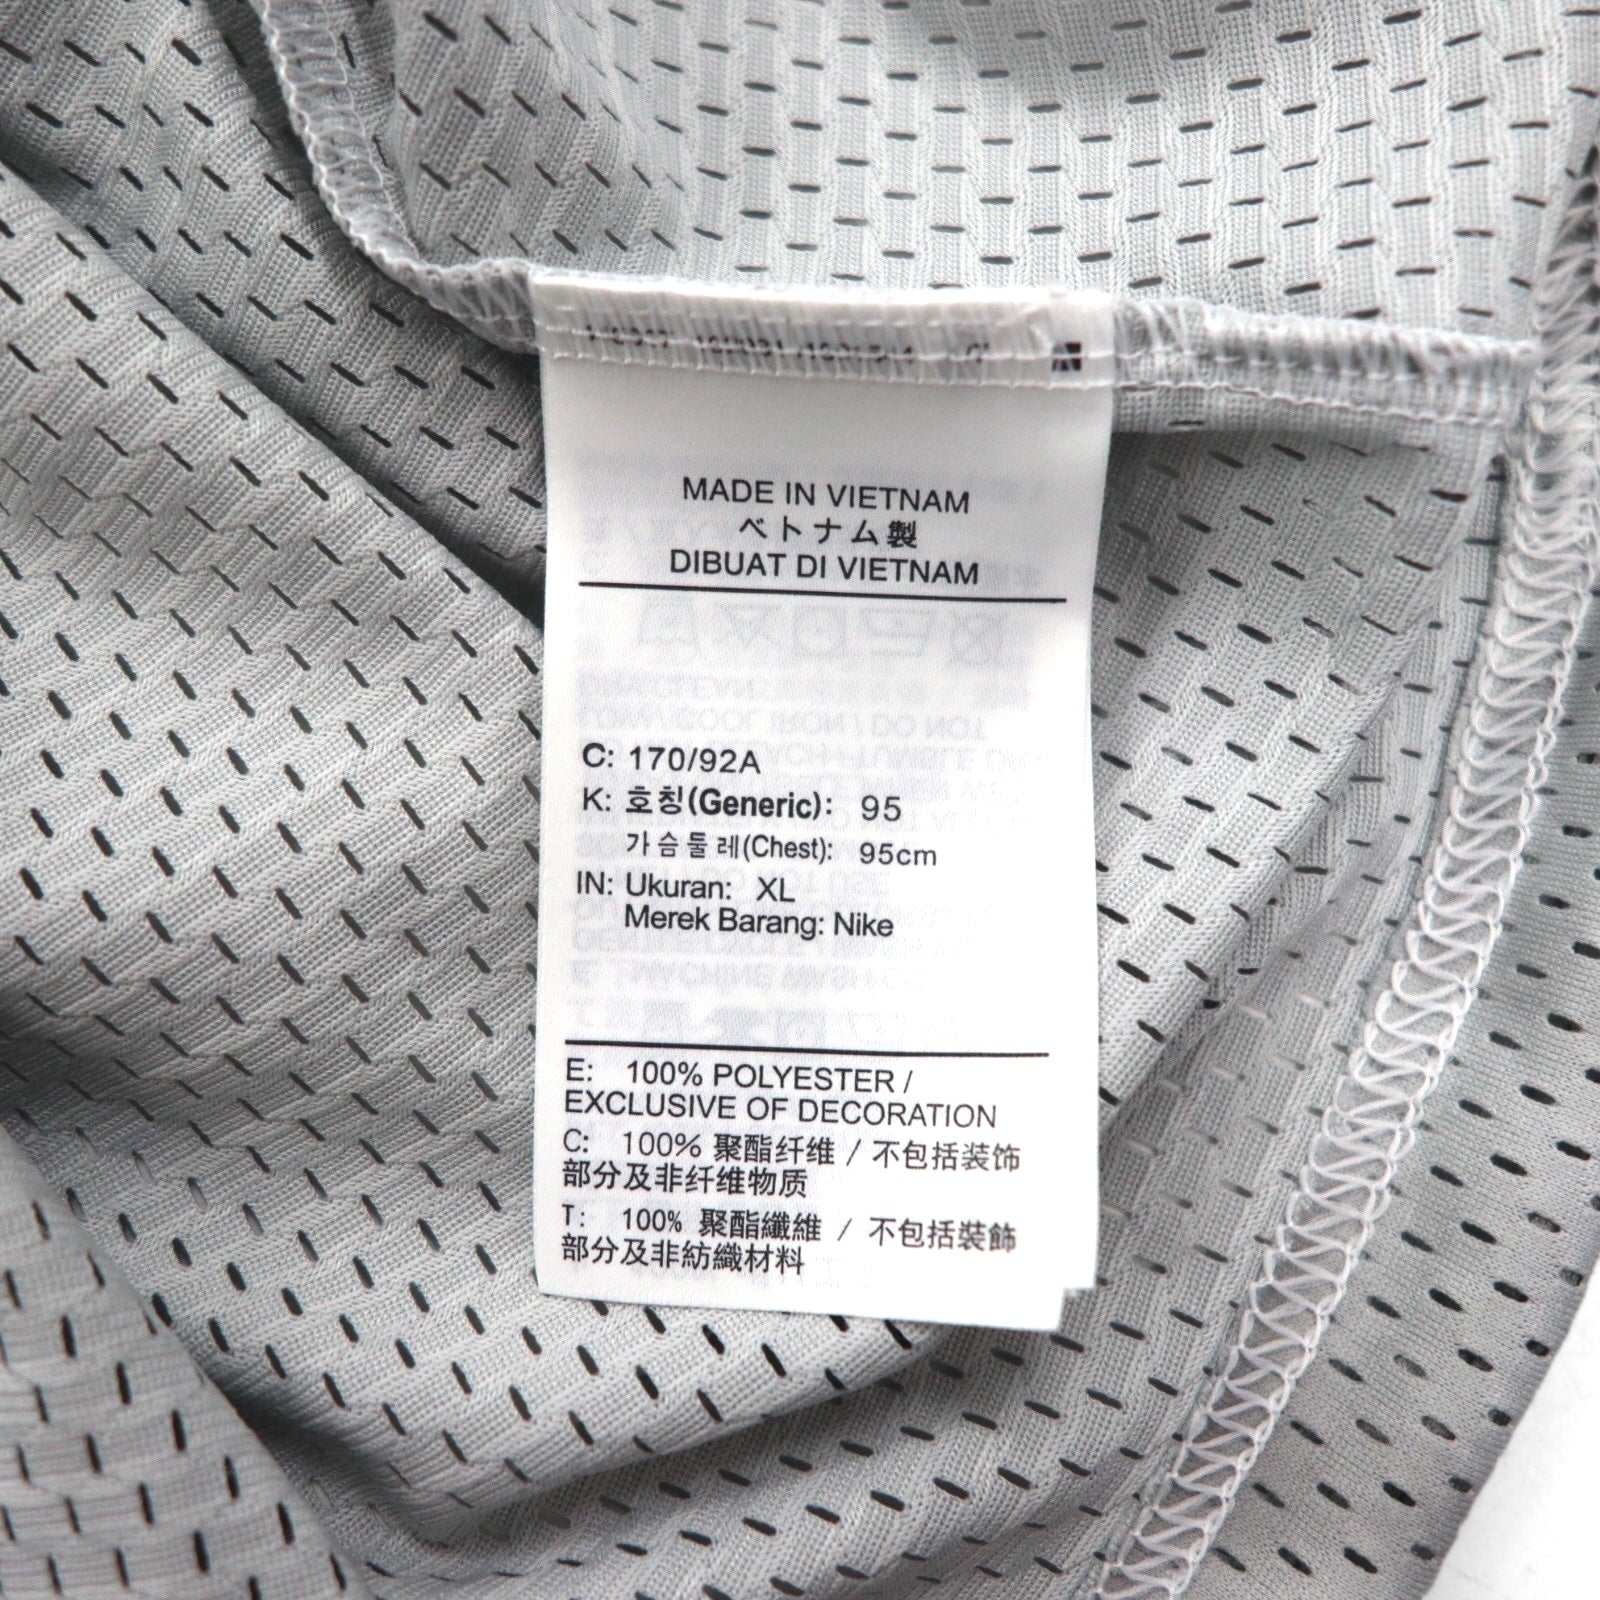 MADE IN VIETNAM
ベトナム製
DIBUAT DI VIETNAM
C: 170/92A
K: 호칭(Generic): 95
가슴둘레(Chest): 95cm
IN: Ukuran: XL
Merek Barang: Nike
E: 100% POLYESTER /
EXCLUSIVE OF DECORATION
C: 100% 聚酯纤维 / 不包括装饰
部分及非纤维物质
T: 100% 聚酯纖維 / 不包括裝飾
部分及非紡織材料